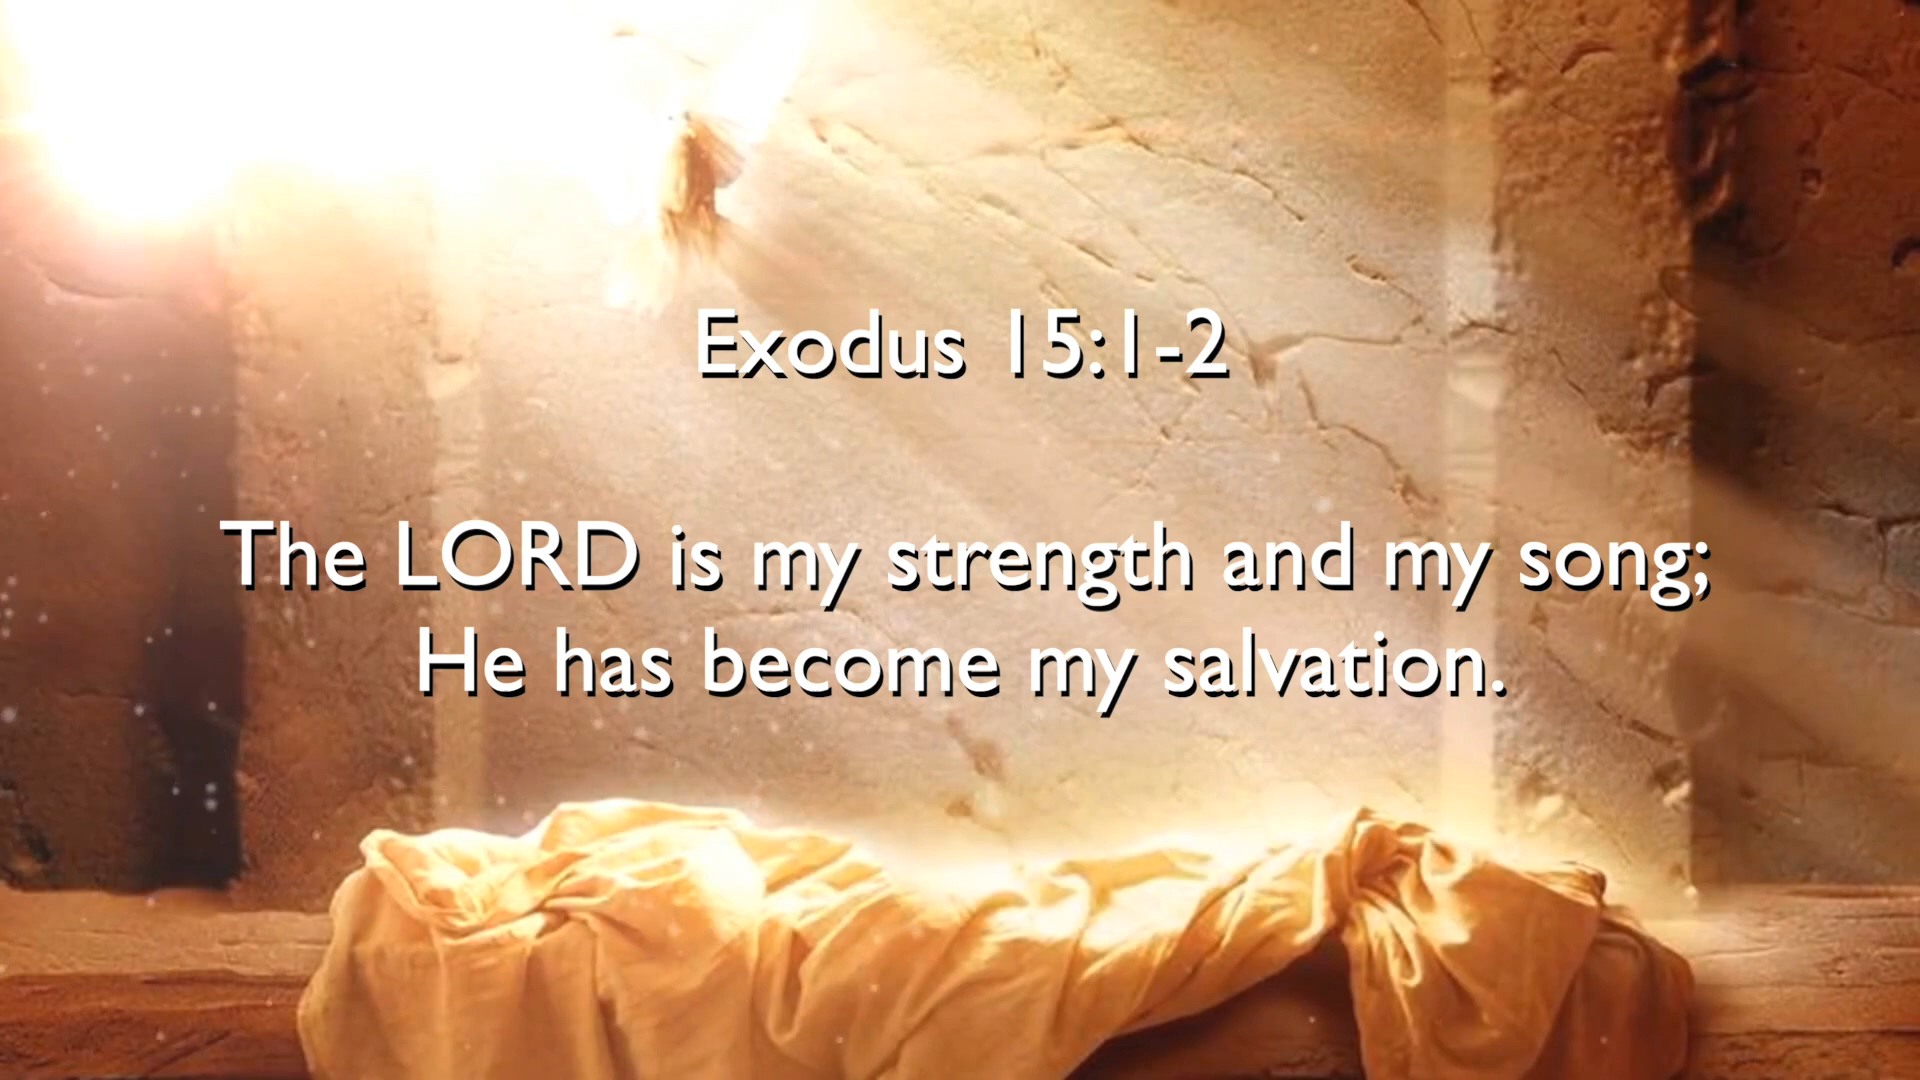 Exodus 15:1-2
The LORD is my strength and my song;
He has become my salvation.